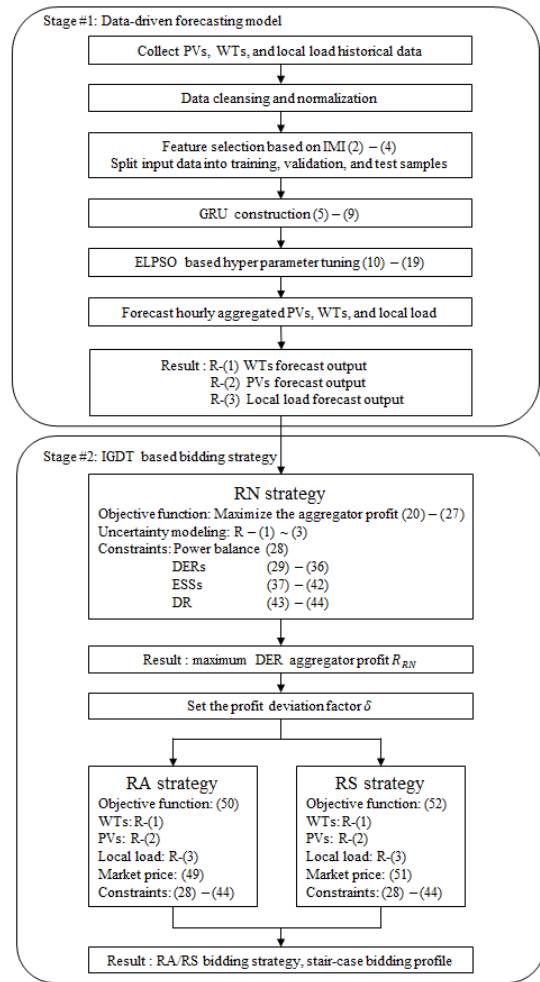 Stage #1: Data-driven forecasting model
Collect PVs, WTs, and local load historical data
Data cleansing and normalization
Feature selection based on IMI (2) – (4)
Split input data into training, validation, and test samples
GRU construction (5) – (9)
ELPSO based hyper parameter tuning (10) – (19)
Forecast hourly aggregated PVs, WTs, and local load
Result : R-(1) WTs forecast output
R-(2) PVs forecast output
R-(3) Local load forecast output
Stage #2: IGDT based bidding strategy
RN strategy
Objective function: Maximize the aggregator profit (20) – (27)
Uncertainty modeling: R – (1) ~ (3)
Constraints: Power balance (28)
DERs (29) – (36)
ESSs (37) – (42)
DR (43) – (44)
Result : maximum DER aggregator profit R_RN
Set the profit deviation factor δ
RA strategy
Objective function: (50)
WTs: R-(1)
PVs: R-(2)
Local load: R-(3)
Market price: (49)
Constraints: (28) – (44)
RS strategy
Objective function: (52)
WTs: R-(1)
PVs: R-(2)
Local load: R-(3)
Market price: (51)
Constraints: (28) – (44)
Result : RA/RS bidding strategy, stair-case bidding profile